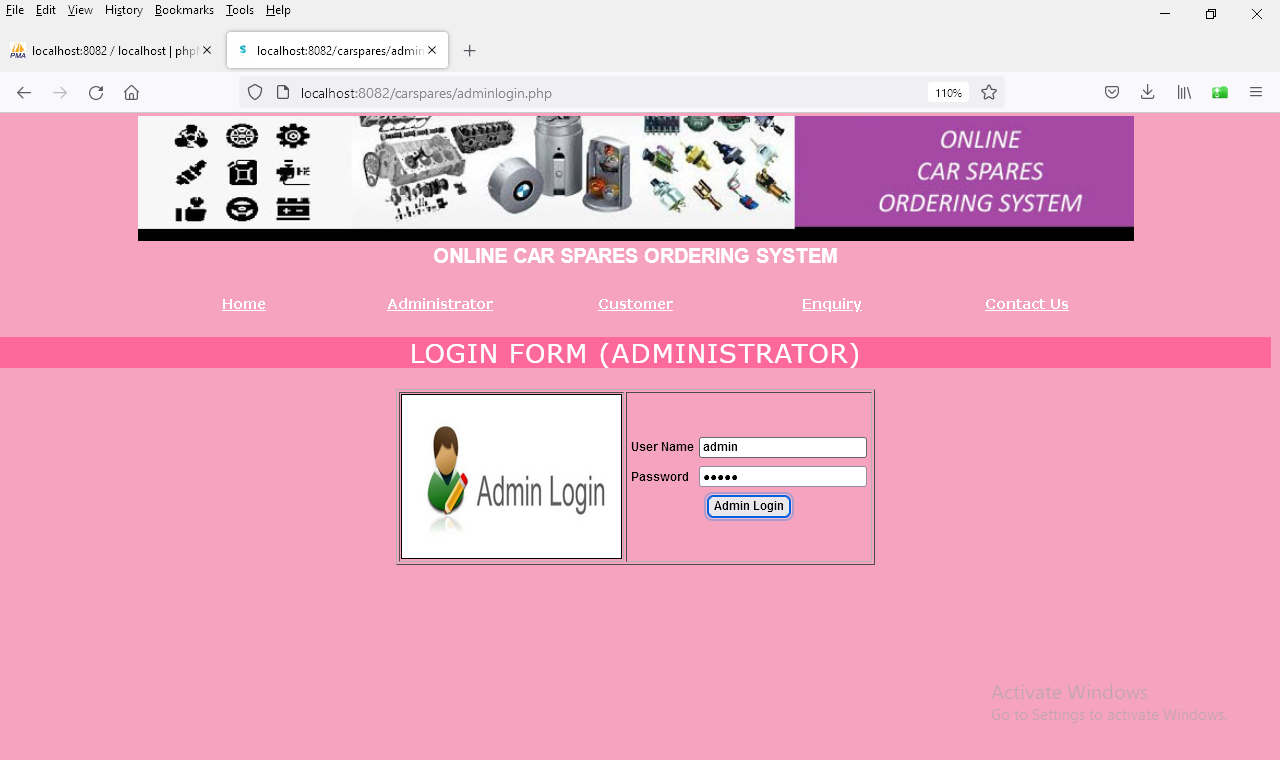 File Edit View History Bookmarks Tools Help
PMA localhost:8082 / localhost | php
localhost:8082/carspares/admin
localhost:8082/carspares/adminlogin.php 110%
ONLINE
CAR SPARES
ORDERING SYSTEM
ONLINE CAR SPARES ORDERING SYSTEM
Home Administrator Customer Enquiry Contact Us
LOGIN FORM (ADMINISTRATOR)
Admin Login
User Name admin
Password •••••
Admin Login
Activate Windows
Go to Settings to activate Windows.